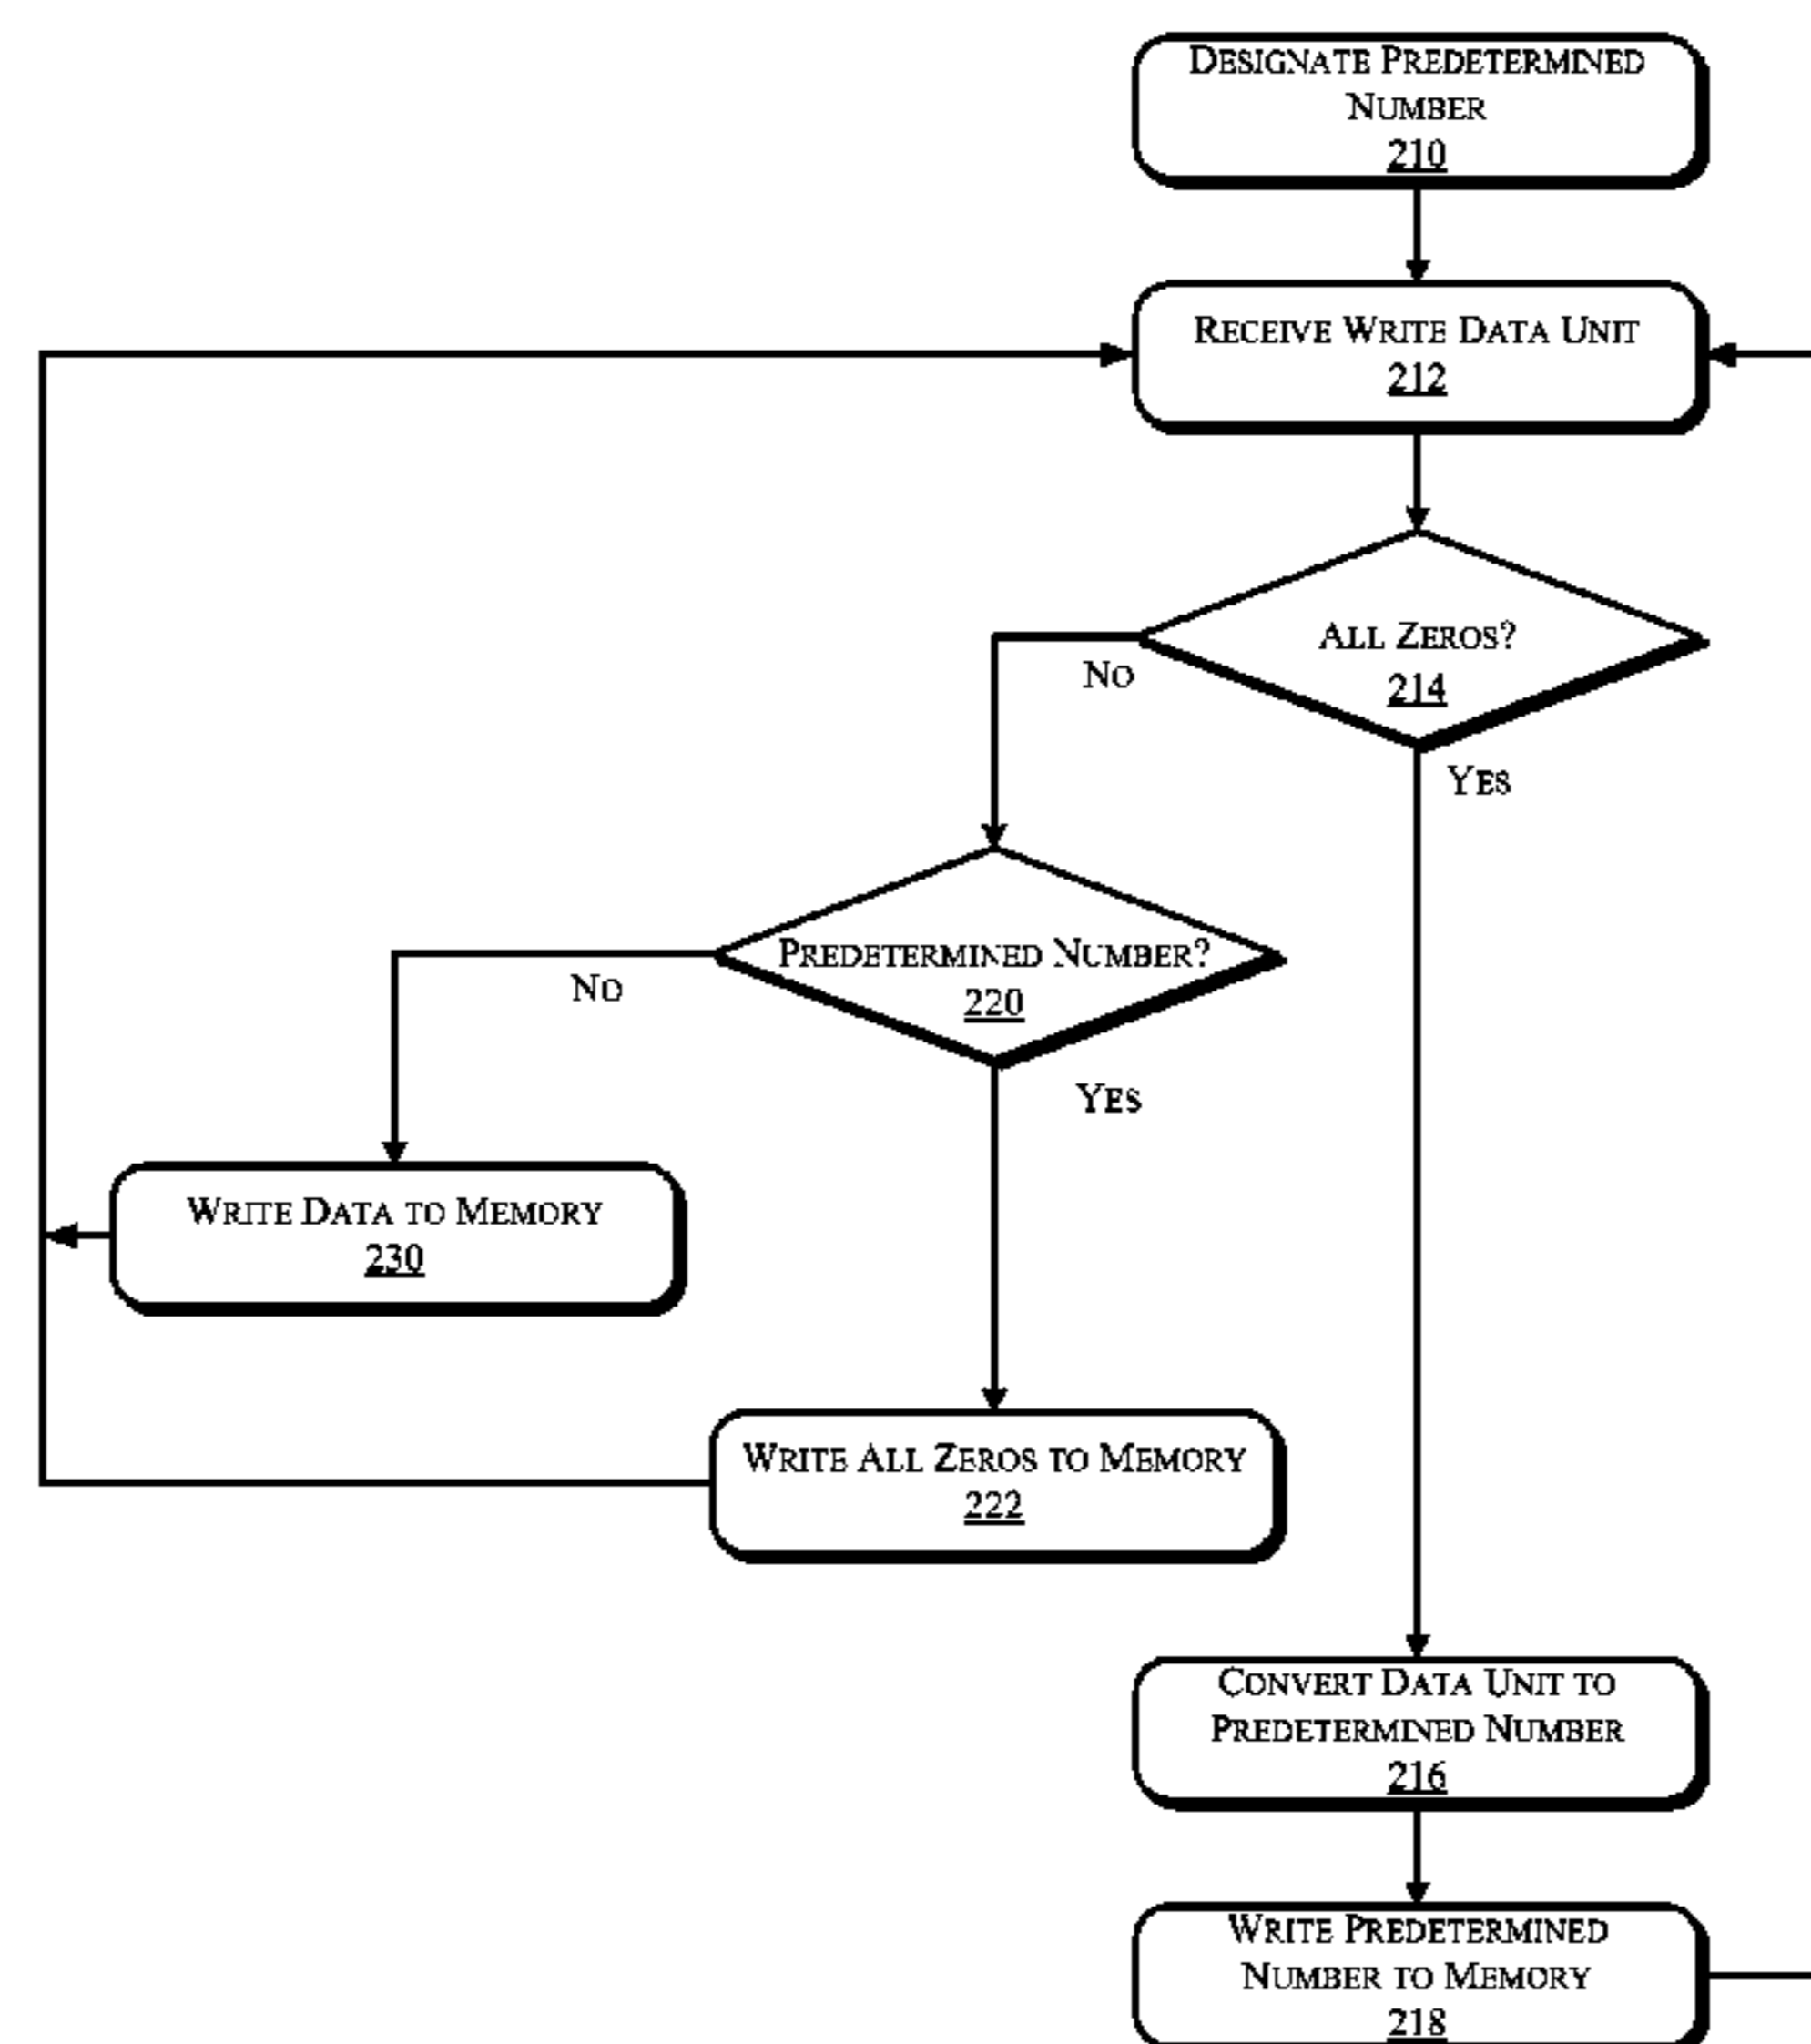 DESIGNATE PREDETERMINED
NUMBER
210
RECEIVE WRITE DATA UNIT
212
ALL ZEROS?
214
NO
YES
PREDETERMINED NUMBER?
220
NO
YES
WRITE DATA TO MEMORY
230
WRITE ALL ZEROS TO MEMORY
222
CONVERT DATA UNIT TO
PREDETERMINED NUMBER
216
WRITE PREDETERMINED
NUMBER TO MEMORY
218